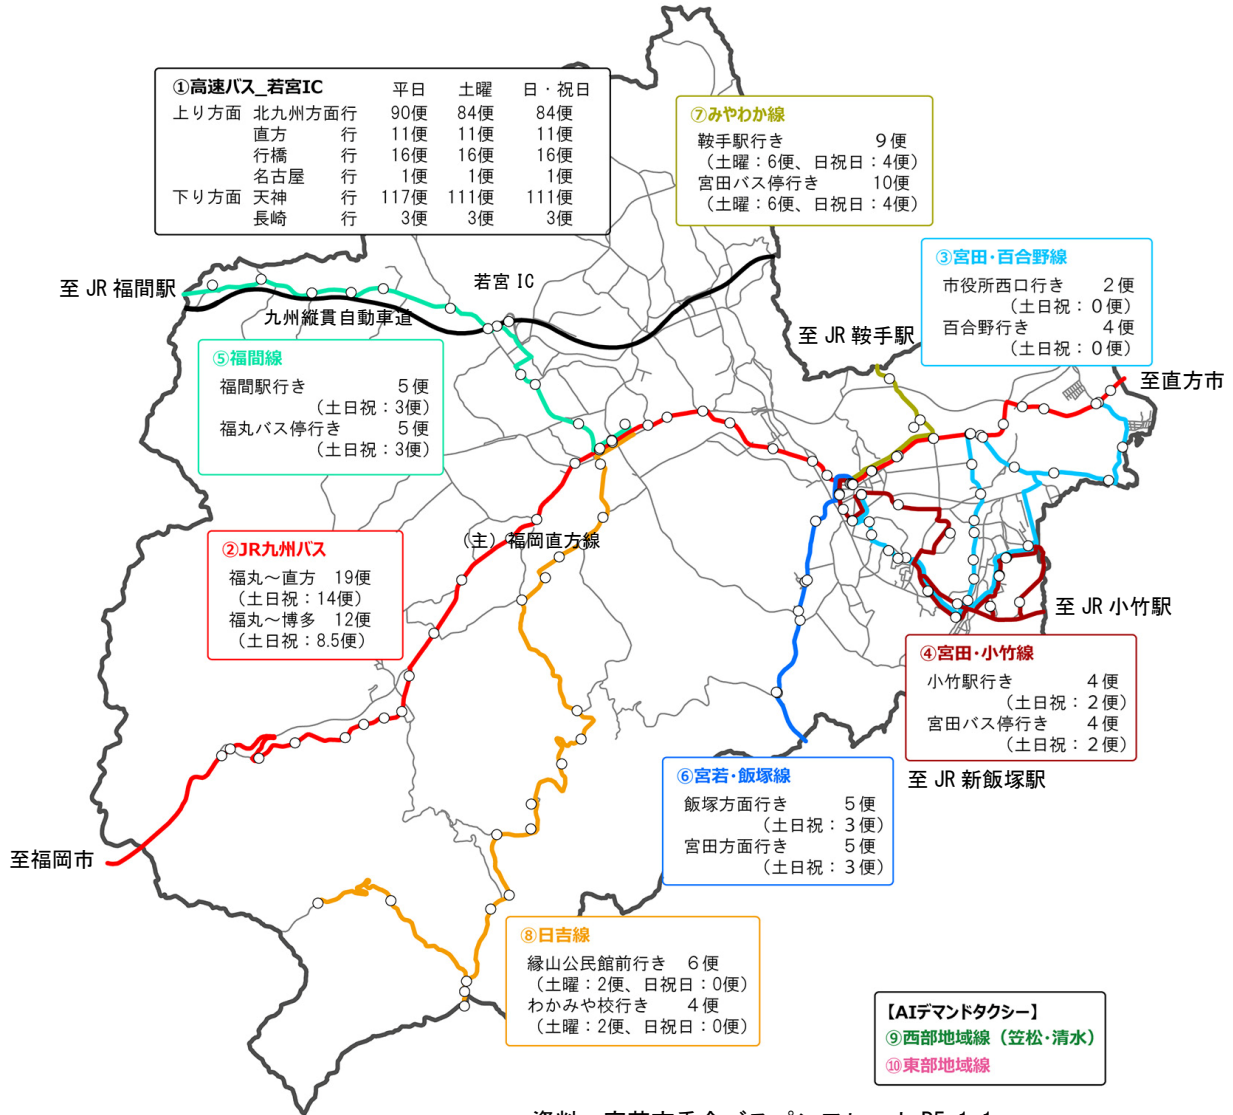 ①高速バス_若宮IC 平日 土曜 日・祝日
上り方面 北九州方面行 90便 84便 84便
直方 行 11便 11便 11便
行橋 行 16便 16便 16便
名古屋 行 1便 1便 1便
下り方面 天神 行 117便 111便 111便
長崎 行 3便 3便 3便
⑦みやわか線
鞍手駅行き 9便
(土曜:6便、日祝日:4便)
宮田バス停行き 10便
(土曜:6便、日祝日:4便)
③宮田・百合野線
市役所西口行き 2便
(土日祝:0便)
百合野行き 4便
(土日祝:0便)
至 JR 福間駅
若宮 IC
九州縦貫自動車道
至 JR 鞍手駅
至直方市
⑤福間線
福間駅行き 5便
(土日祝:3便)
福丸バス停行き 5便
(土日祝:3便)
(主)福岡直方線
②JR九州バス
福丸~直方 19便
(土日祝:14便)
福丸~博多 12便
(土日祝:8.5便)
至 JR 小竹駅
④宮田・小竹線
小竹駅行き 4便
(土日祝:2便)
宮田バス停行き 4便
(土日祝:2便)
至 JR 新飯塚駅
⑥宮若・飯塚線
飯塚方面行き 5便
(土日祝:3便)
宮田方面行き 5便
(土日祝:3便)
至福岡市
⑧日吉線
縁山公民館前行き 6便
(土曜:2便、日祝日:0便)
わかみや校行き 4便
(土曜:2便、日祝日:0便)
【AIデマンドタクシー】
⑨西部地域線(笠松・清水)
⑩東部地域線